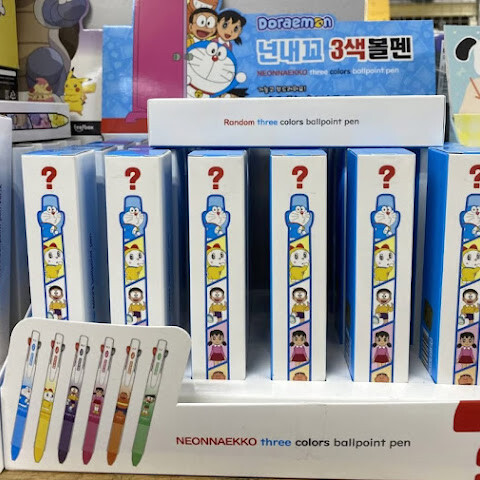 Doraemon
넌내꼬 3색볼펜
NEONNAEKKO three colors ballpoint pen
Random three colors ballpoint pen
?
?
?
?
?
?
NEONNAEKKO three colors ballpoint pen